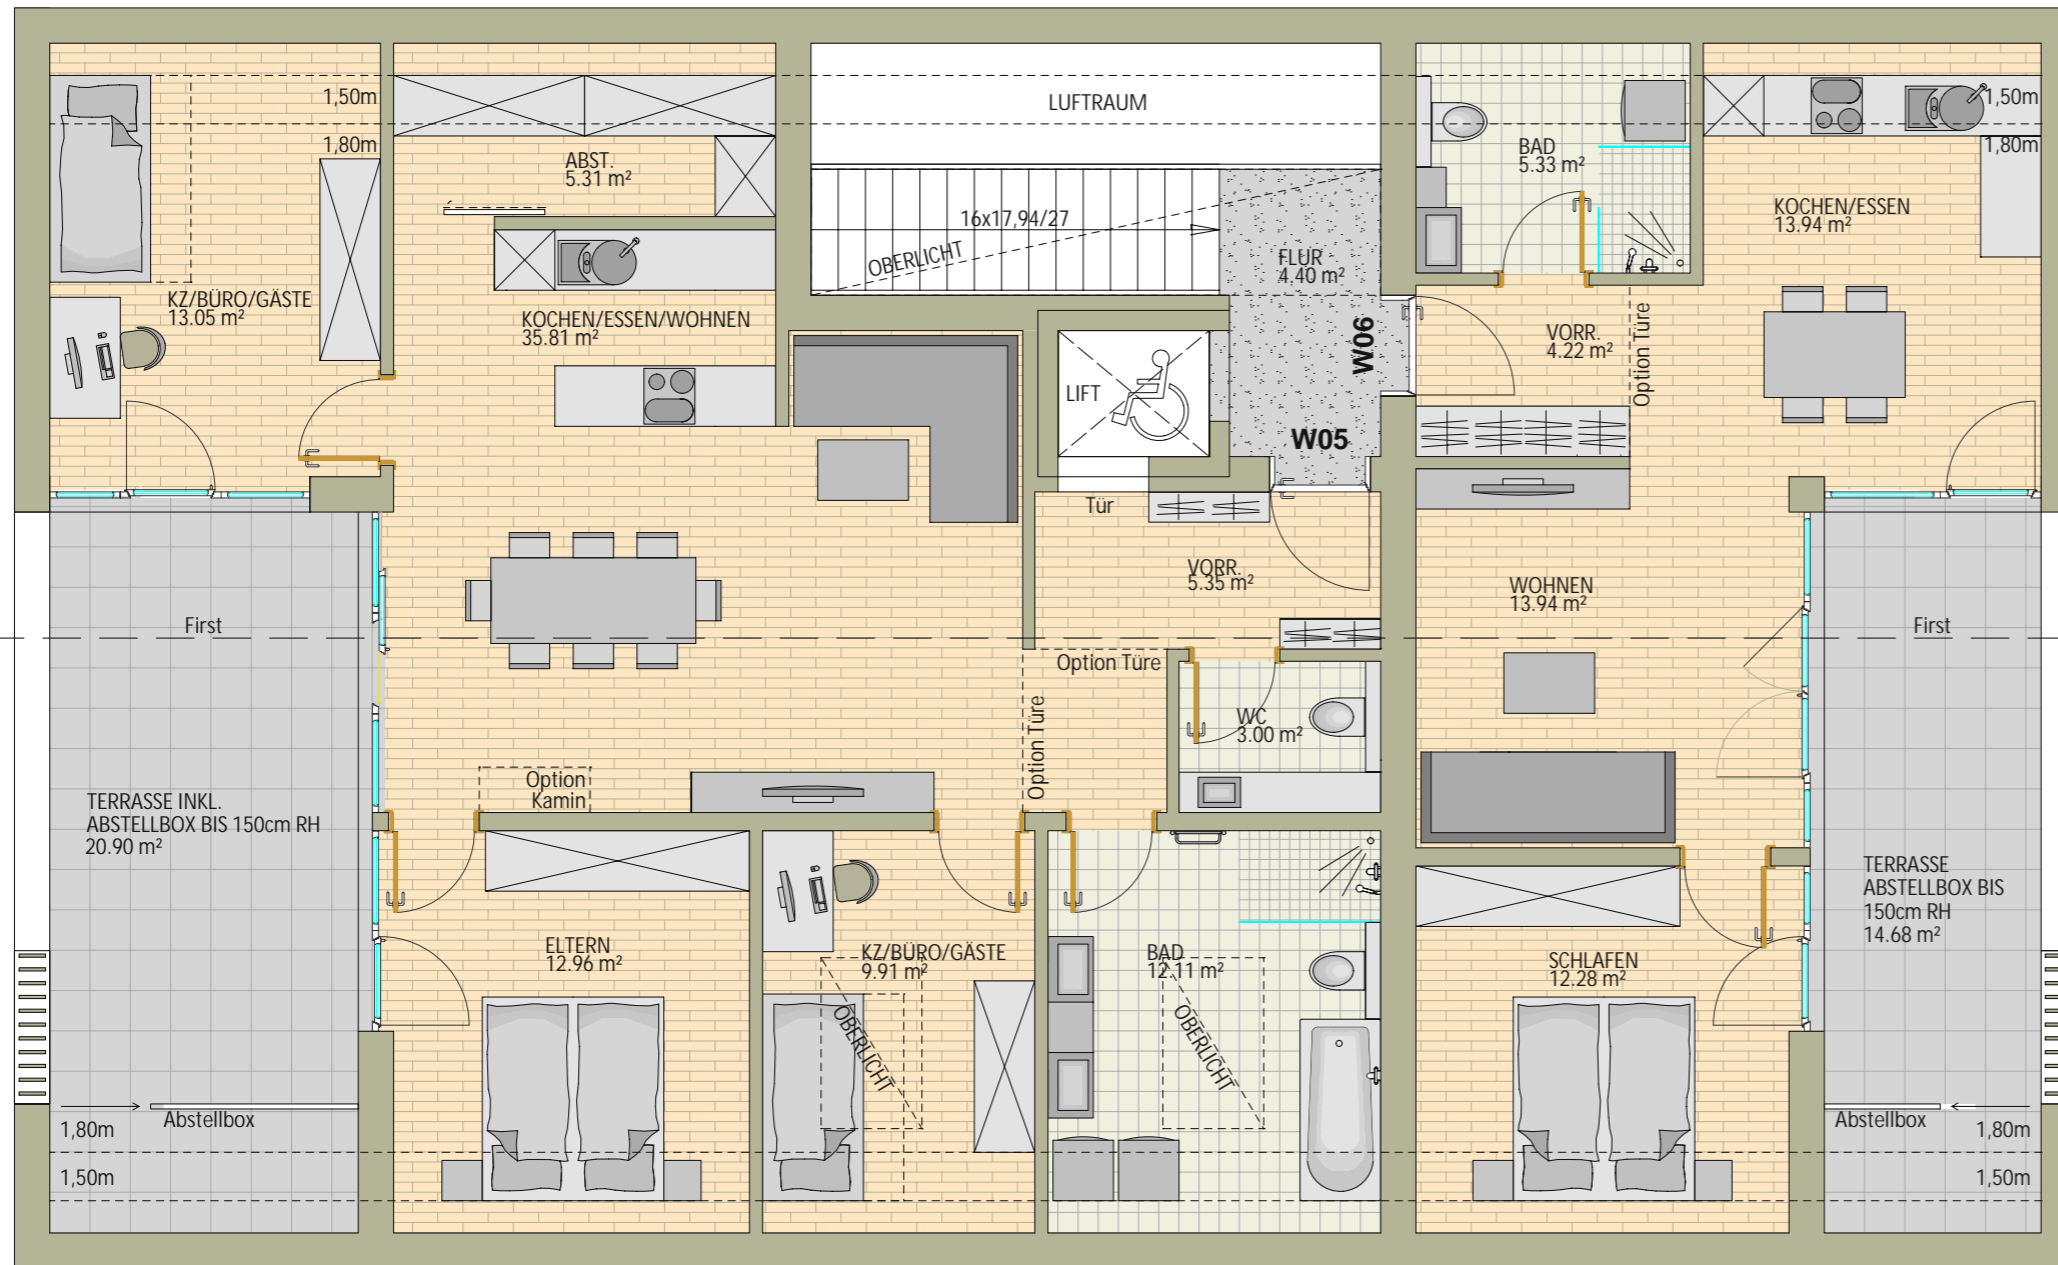 LUFTRAUM
1,50m
1,80m
ABST.
5.31 m²
KZ/BÜRO/GÄSTE
13.05 m²
KOCHEN/ESSEN/WOHNEN
35.81 m²
16x17,94/27
OBERLICHT
FLUR
4.40 m²
BAD
5.33 m²
1,50m
1,80m
KOCHEN/ESSEN
13.94 m²
VORR.
4.22 m²
Option Türe
W06
W05
LIFT
Tür
VORR.
5.35 m²
WOHNEN
13.94 m²
First
First
Option Türe
Option Türe
WC
3.00 m²
Option
Kamin
TERRASSE INKL.
ABSTELLBOX BIS 150cm RH
20.90 m²
TERRASSE
ABSTELLBOX BIS
150cm RH
14.68 m²
ELTERN
12.96 m²
KZ/BÜRO/GÄSTE
9.91 m²
OBERLICHT
BAD
12.11 m²
OBERLICHT
SCHLAFEN
12.28 m²
Abstellbox
1,80m
1,50m
Abstellbox
1,80m
1,50m